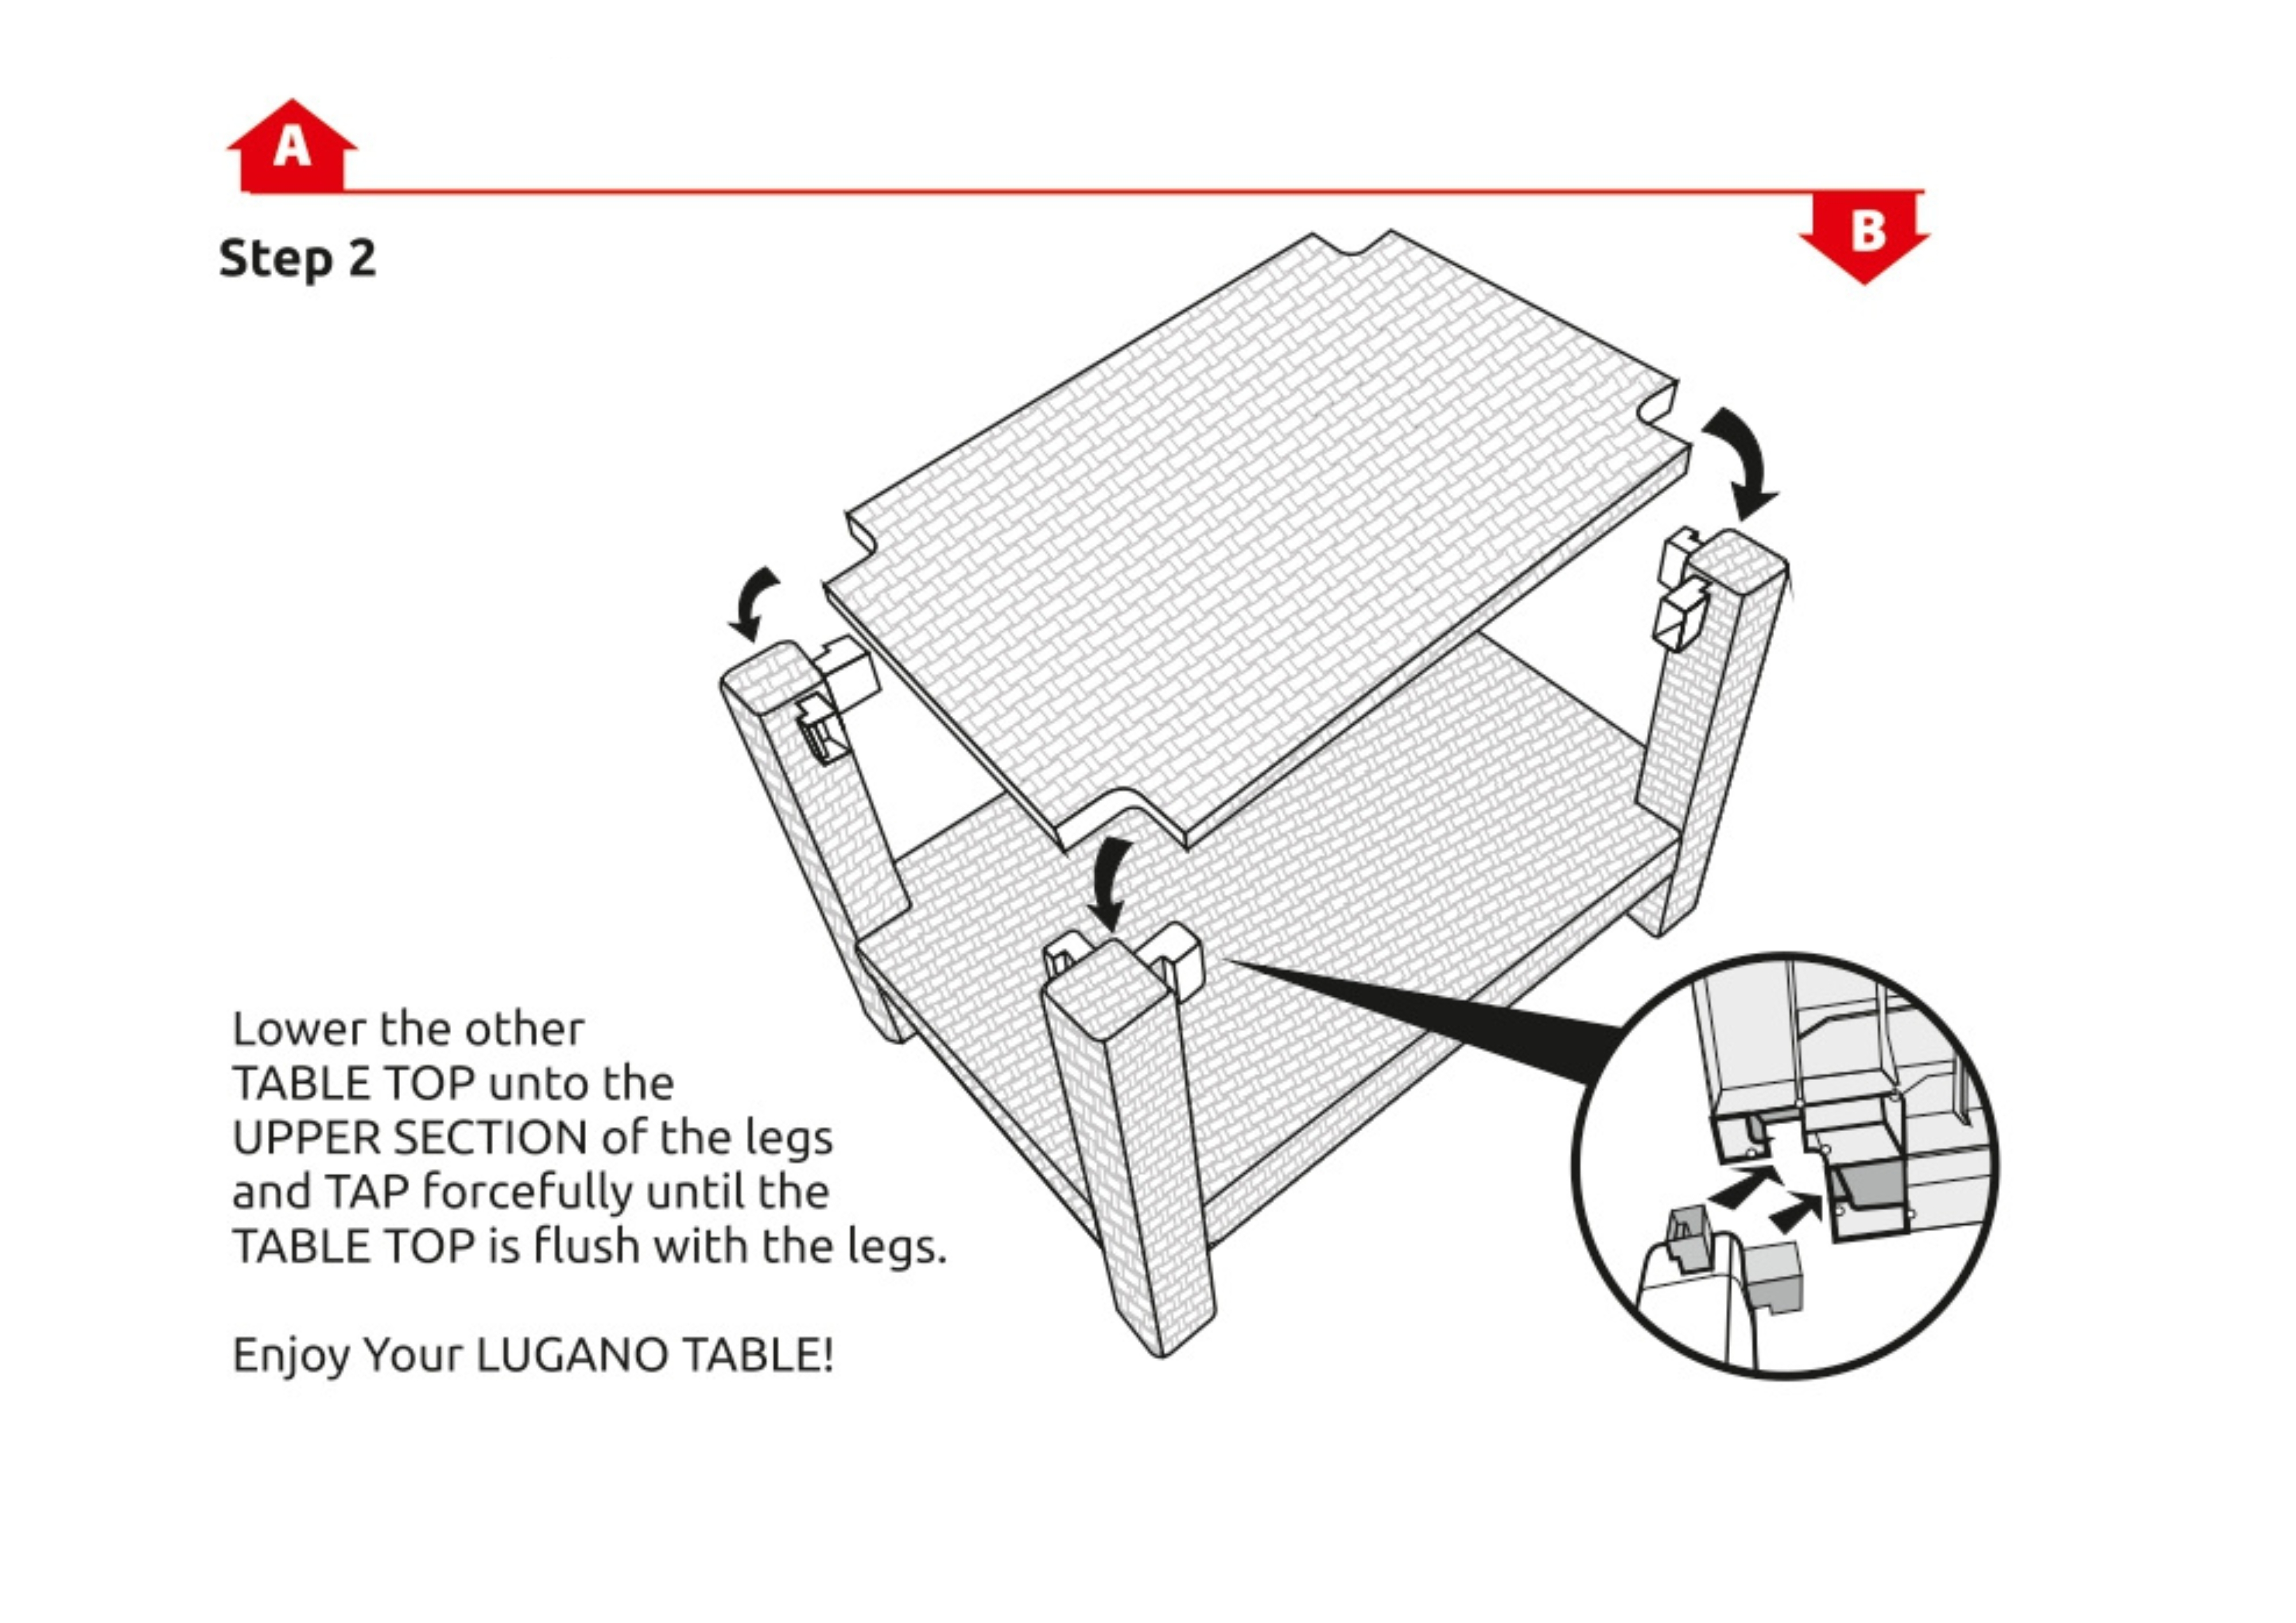 A
B
Step 2
Lower the other
TABLE TOP unto the
UPPER SECTION of the legs
and TAP forcefully until the
TABLE TOP is flush with the legs.
Enjoy Your LUGANO TABLE!